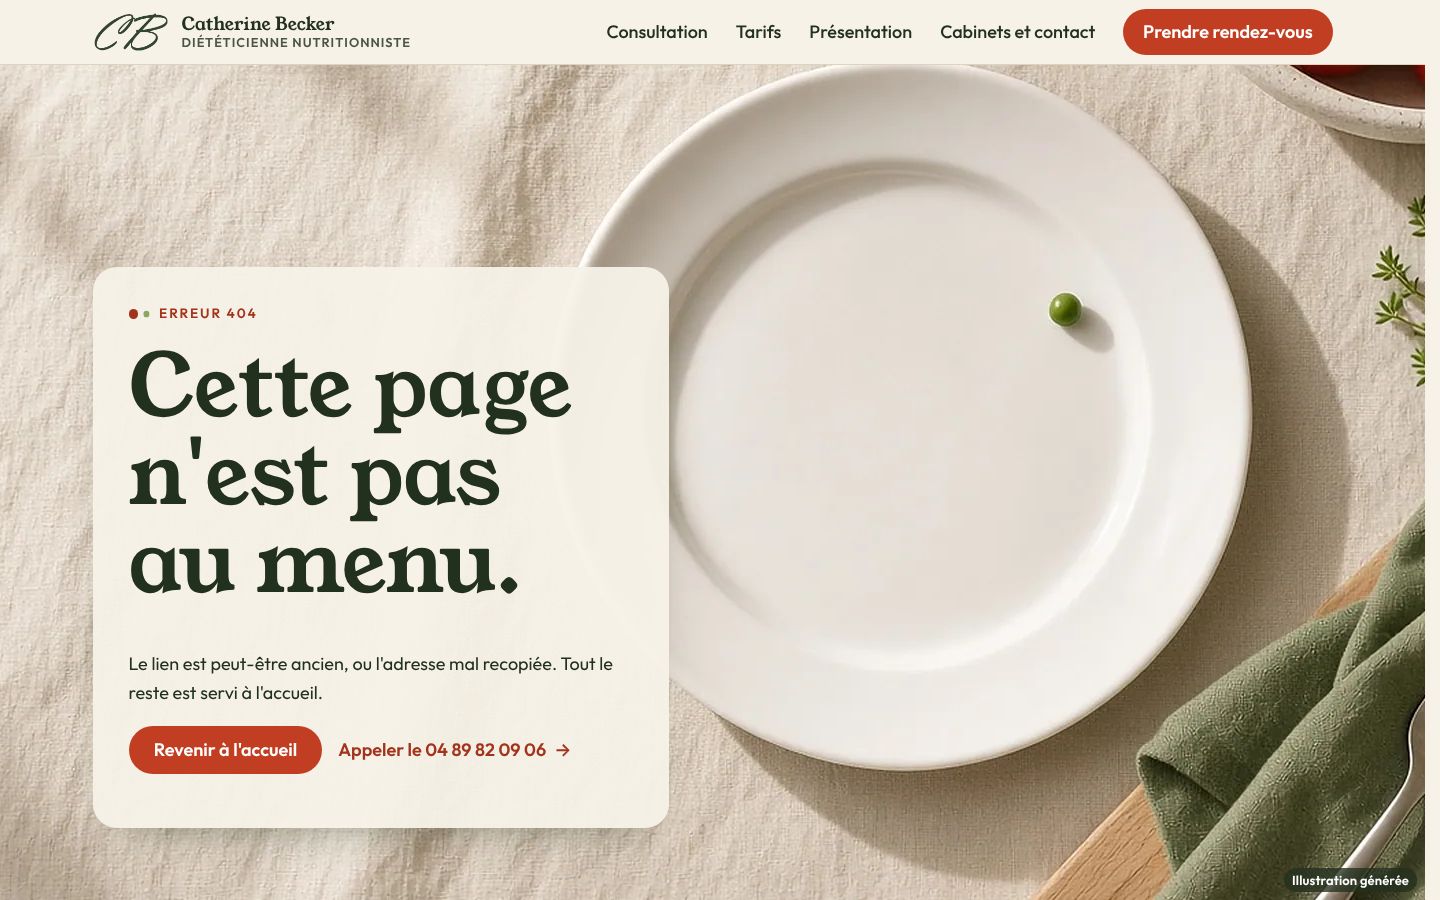 CB
Catherine Becker
DIÉTÉTICIENNE NUTRITIONNISTE
Consultation
Tarifs
Présentation
Cabinets et contact
Prendre rendez-vous
ERREUR 404
Cette page
n'est pas
au menu.
Le lien est peut-être ancien, ou l'adresse mal recopiée. Tout le
reste est servi à l'accueil.
Revenir à l'accueil
Appeler le 04 89 82 09 06 →
Illustration générée